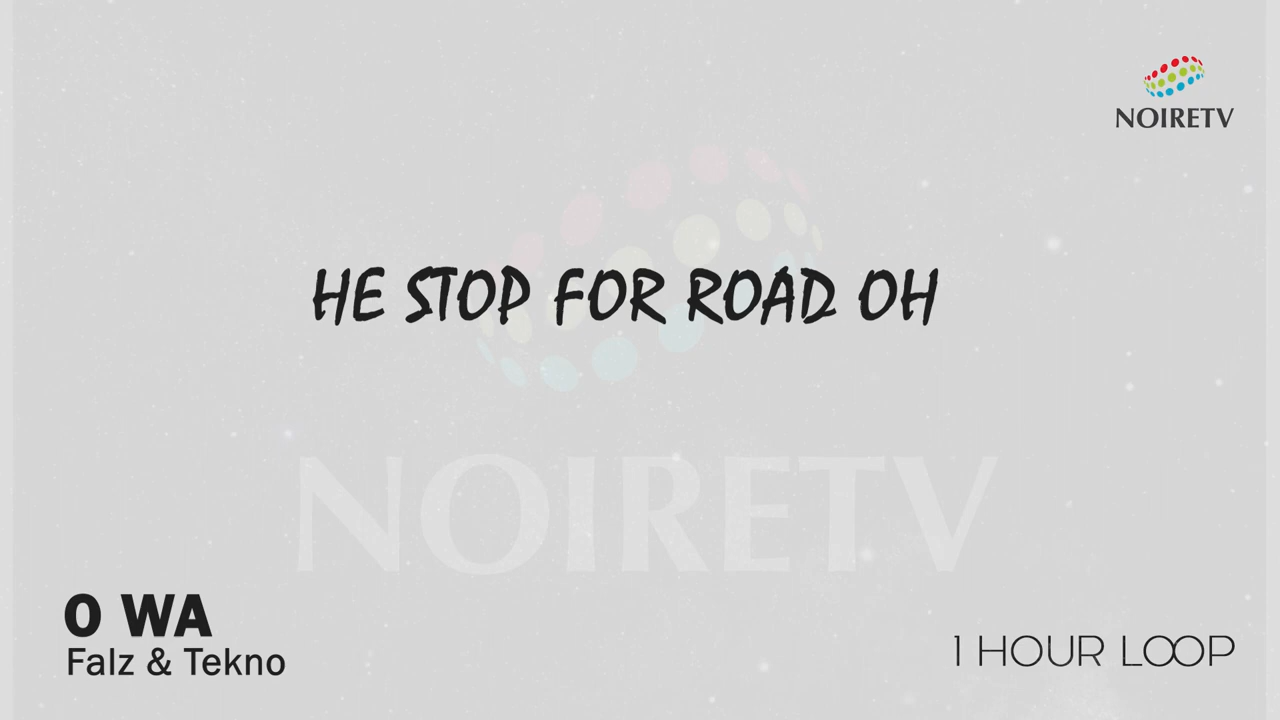 NOIRETV
HE STOP FOR ROAD OH
NOIRETV
O WA
Falz & Tekno
1 HOUR LOOP